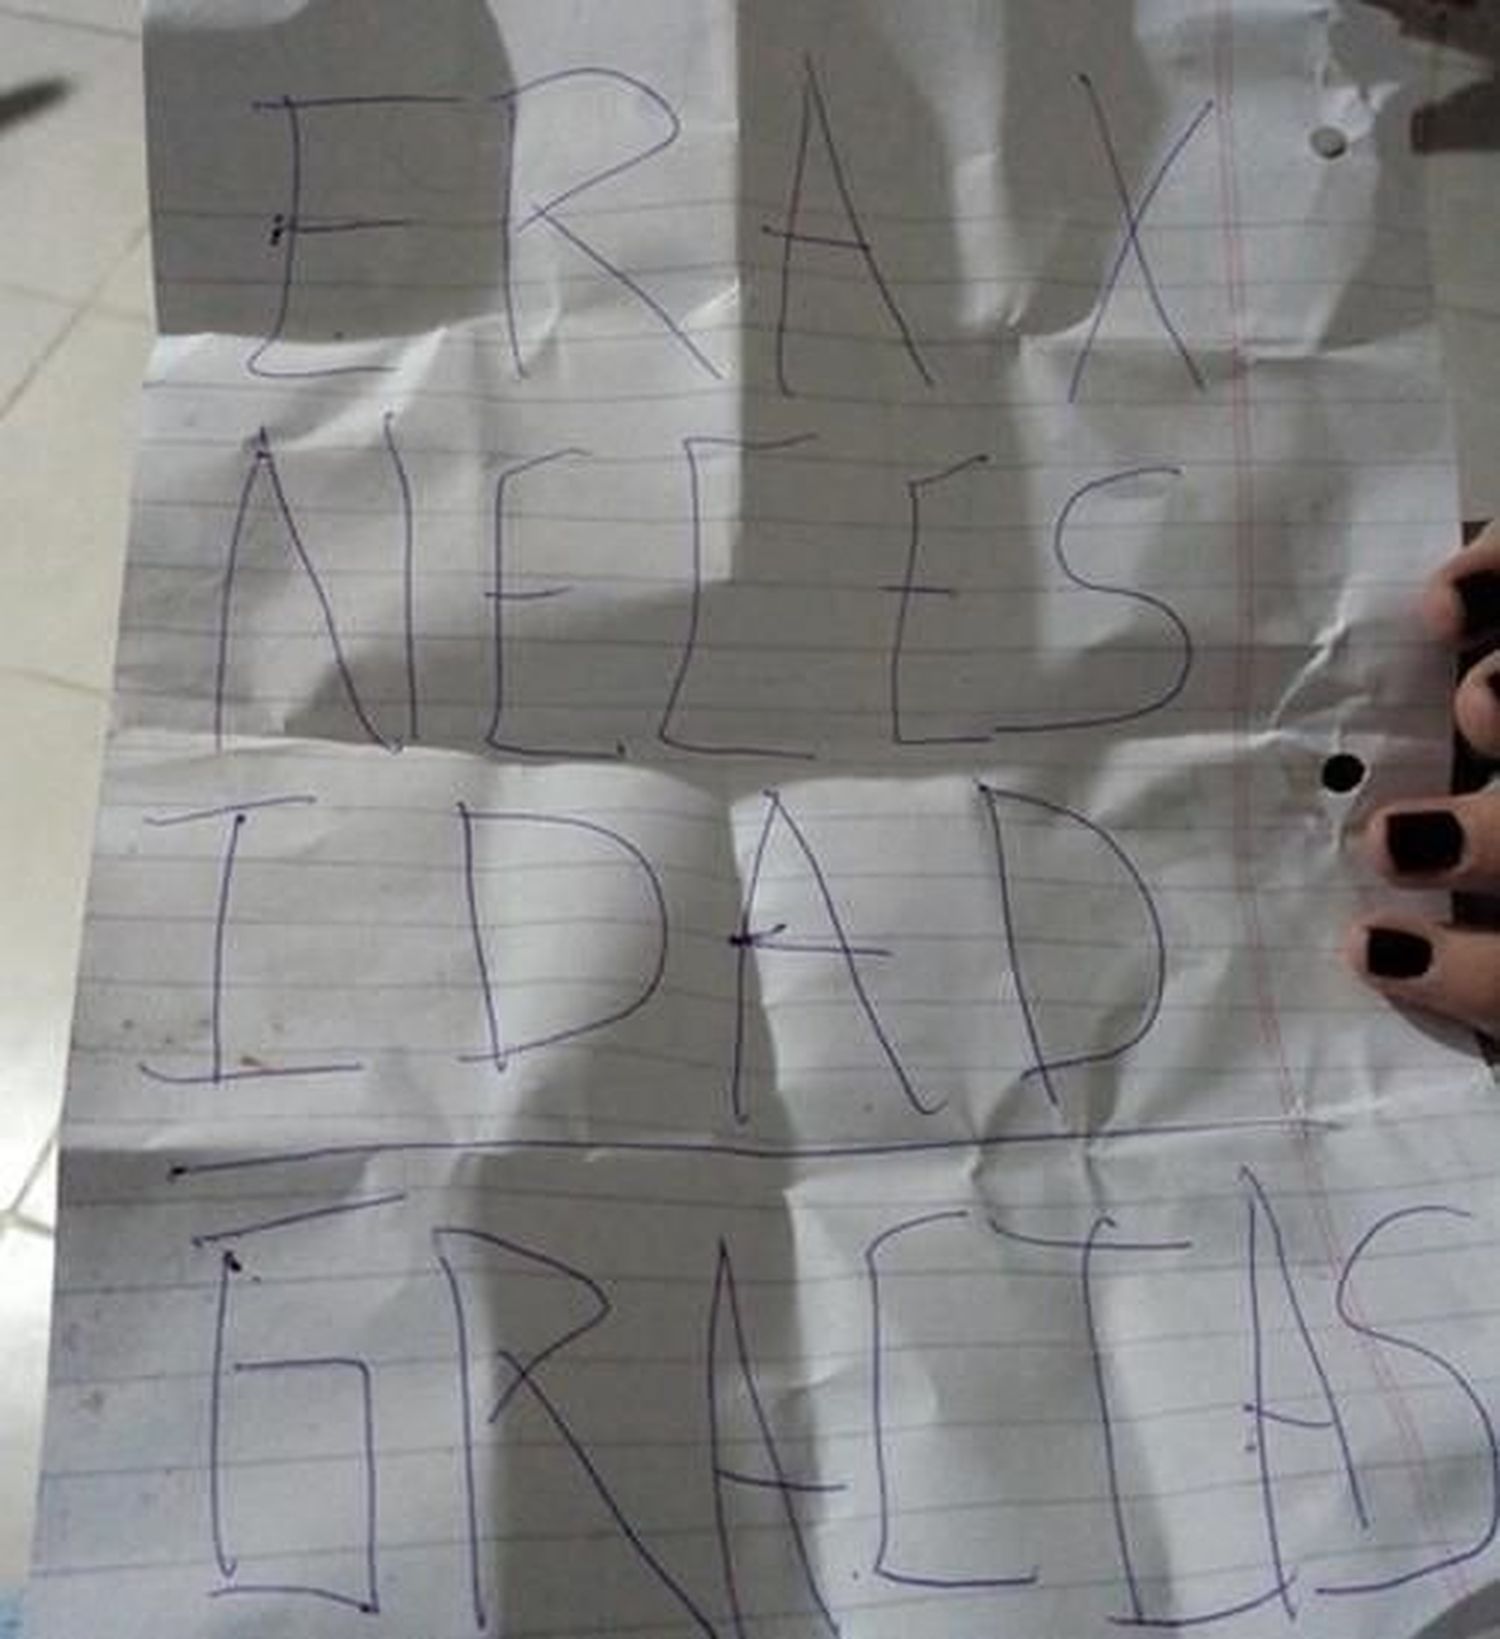 ERAX
NECES
IDAD
GRACIAS